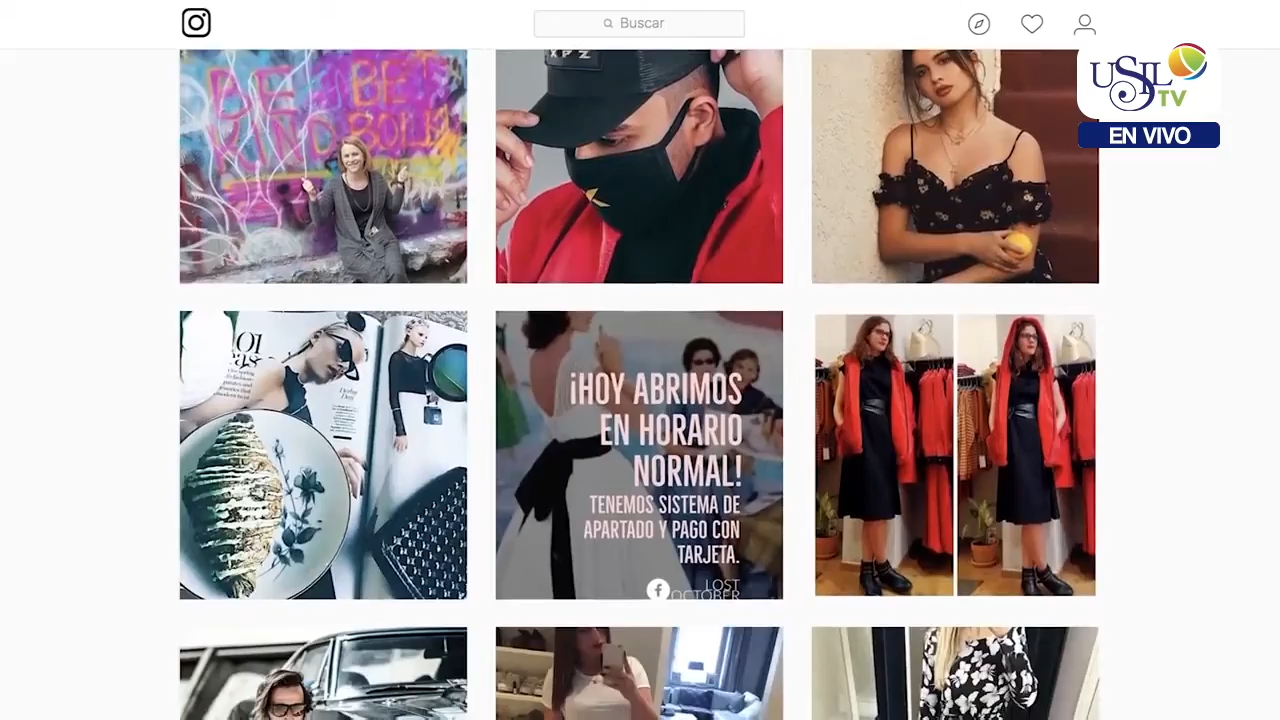 Buscar
USIL
TV
EN VIVO
BE
KIND
BE
BOLD
XPZ
¡HOY ABRIMOS
EN HORARIO
NORMAL!
TENEMOS SISTEMA DE
APARTADO Y PAGO CON
TARJETA.
f
LOST
OCTOBER